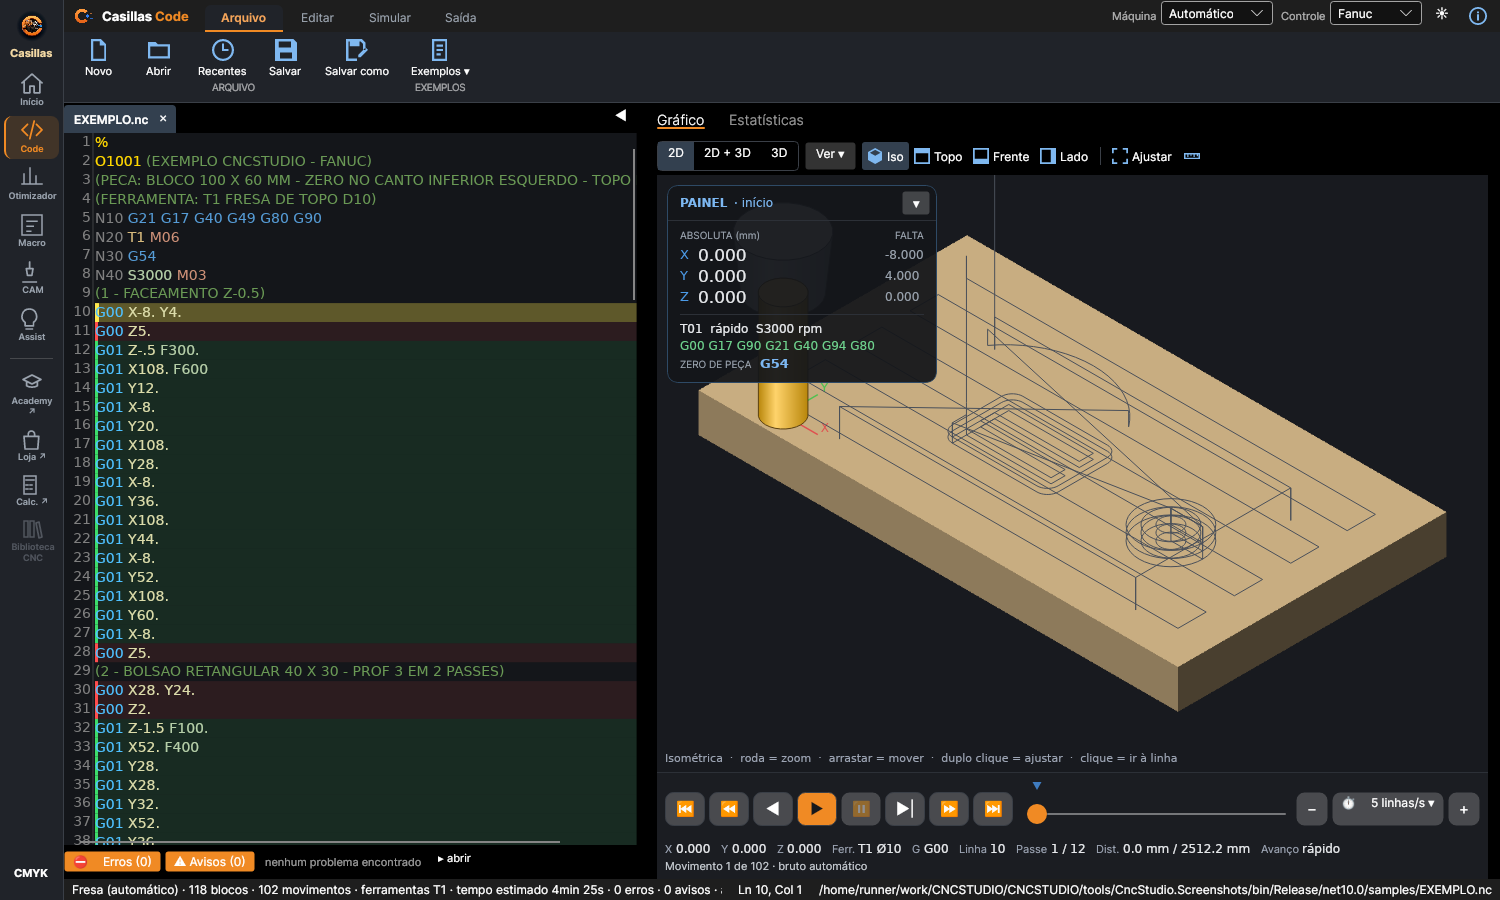 Casillas Code
Arquivo
Editar
Simular
Saída
Máquina
Automático
Controle
Fanuc
Casillas
Início
Code
Otimizador
Macro
CAM
Assist
Academy ↗
Loja ↗
Calc. ↗
Biblioteca CNC
CMYK
Novo
Abrir
Recentes
Salvar
Salvar como
Exemplos ▾
ARQUIVO
EXEMPLOS
EXEMPLO.nc ×
1 %
2 O1001 (EXEMPLO CNCSTUDIO - FANUC)
3 (PECA: BLOCO 100 X 60 MM - ZERO NO CANTO INFERIOR ESQUERDO - TOPO
4 (FERRAMENTA: T1 FRESA DE TOPO D10)
5 N10 G21 G17 G40 G49 G80 G90
6 N20 T1 M06
7 N30 G54
8 N40 S3000 M03
9 (1 - FACEAMENTO Z-0.5)
10 G00 X-8. Y4.
11 G00 Z5.
12 G01 Z-.5 F300.
13 G01 X108. F600
14 G01 Y12.
15 G01 X-8.
16 G01 Y20.
17 G01 X108.
18 G01 Y28.
19 G01 X-8.
20 G01 Y36.
21 G01 X108.
22 G01 Y44.
23 G01 X-8.
24 G01 Y52.
25 G01 X108.
26 G01 Y60.
27 G01 X-8.
28 G00 Z5.
29 (2 - BOLSAO RETANGULAR 40 X 30 - PROF 3 EM 2 PASSES)
30 G00 X28. Y24.
31 G00 Z2.
32 G01 Z-1.5 F100.
33 G01 X52. F400
34 G01 Y28.
35 G01 X28.
36 G01 Y32.
37 G01 X52.
38 G01 Y36.
Erros (0)
Avisos (0)
nenhum problema encontrado
▸ abrir
Gráfico
Estatísticas
2D
2D + 3D
3D
Ver ▾
Iso
Topo
Frente
Lado
Ajustar
PAINEL · início
ABSOLUTA (mm) FALTA
X 0.000 -8.000
Y 0.000 4.000
Z 0.000 0.000
T01 rápido S3000 rpm
G00 G17 G90 G21 G40 G94 G80
ZERO DE PEÇA G54
Y
X
Isométrica · roda = zoom · arrastar = mover · duplo clique = ajustar · clique = ir à linha
− 5 linhas/s ▾ +
X 0.000 Y 0.000 Z 0.000 Ferr. T1 Ø10 G G00 Linha 10 Passe 1 / 12 Dist. 0.0 mm / 2512.2 mm Avanço rápido
Movimento 1 de 102 · bruto automático
Fresa (automático) · 118 blocos · 102 movimentos · ferramentas T1 · tempo estimado 4min 25s · 0 erros · 0 avisos ·
Ln 10, Col 1
/home/runner/work/CNCSTUDIO/CNCSTUDIO/tools/CncStudio.Screenshots/bin/Release/net10.0/samples/EXEMPLO.nc